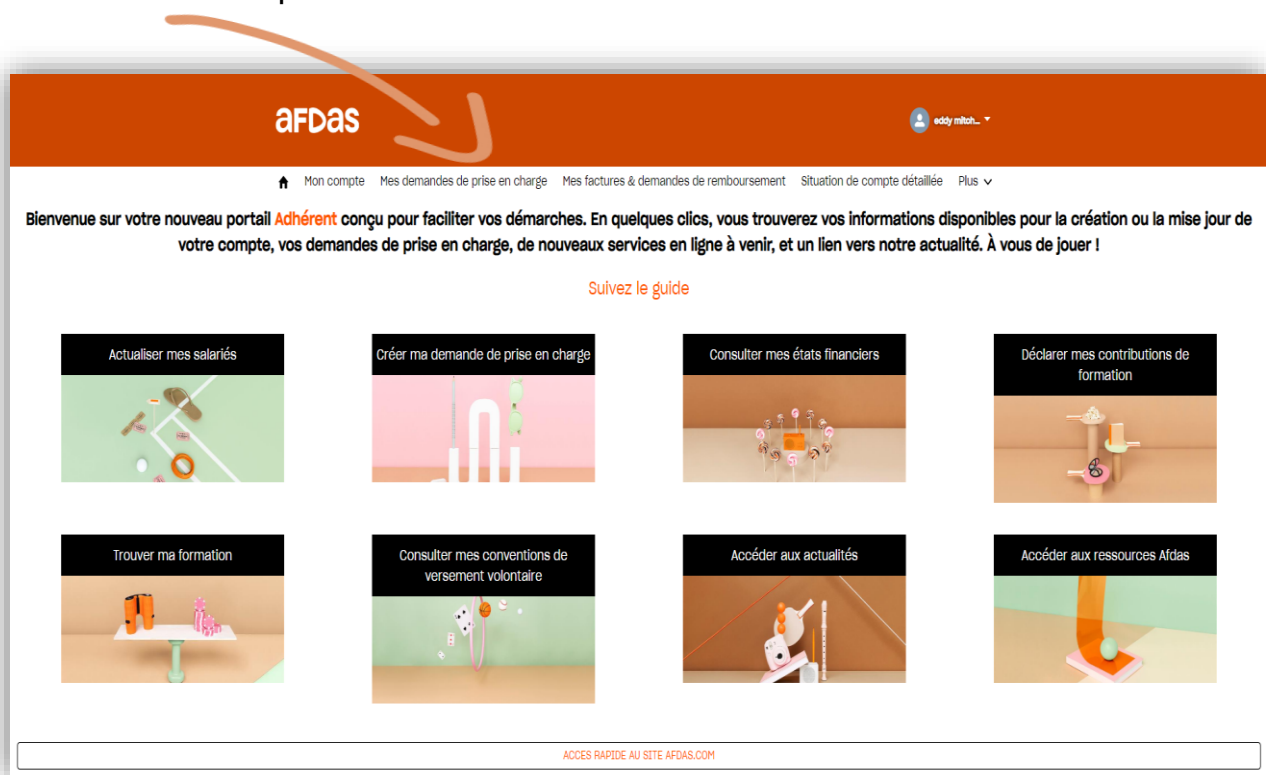 aFDas
eddy mitch... 
Mon compte Mes demandes de prise en charge Mes factures & demandes de remboursement Situation de compte détaillée Plus
Bienvenue sur votre nouveau portail Adhérent conçu pour faciliter vos démarches. En quelques clics, vous trouverez vos informations disponibles pour la création ou la mise jour de
votre compte, vos demandes de prise en charge, de nouveaux services en ligne à venir, et un lien vers notre actualité. À vous de jouer !
Suivez le guide
Actualiser mes salariés
Créer ma demande de prise en charge
Consulter mes états financiers
Déclarer mes contributions de
formation
Trouver ma formation
Consulter mes conventions de
versement volontaire
Accéder aux actualités
Accéder aux ressources Afdas
ACCES RAPIDE AU SITE AFDAS.COM